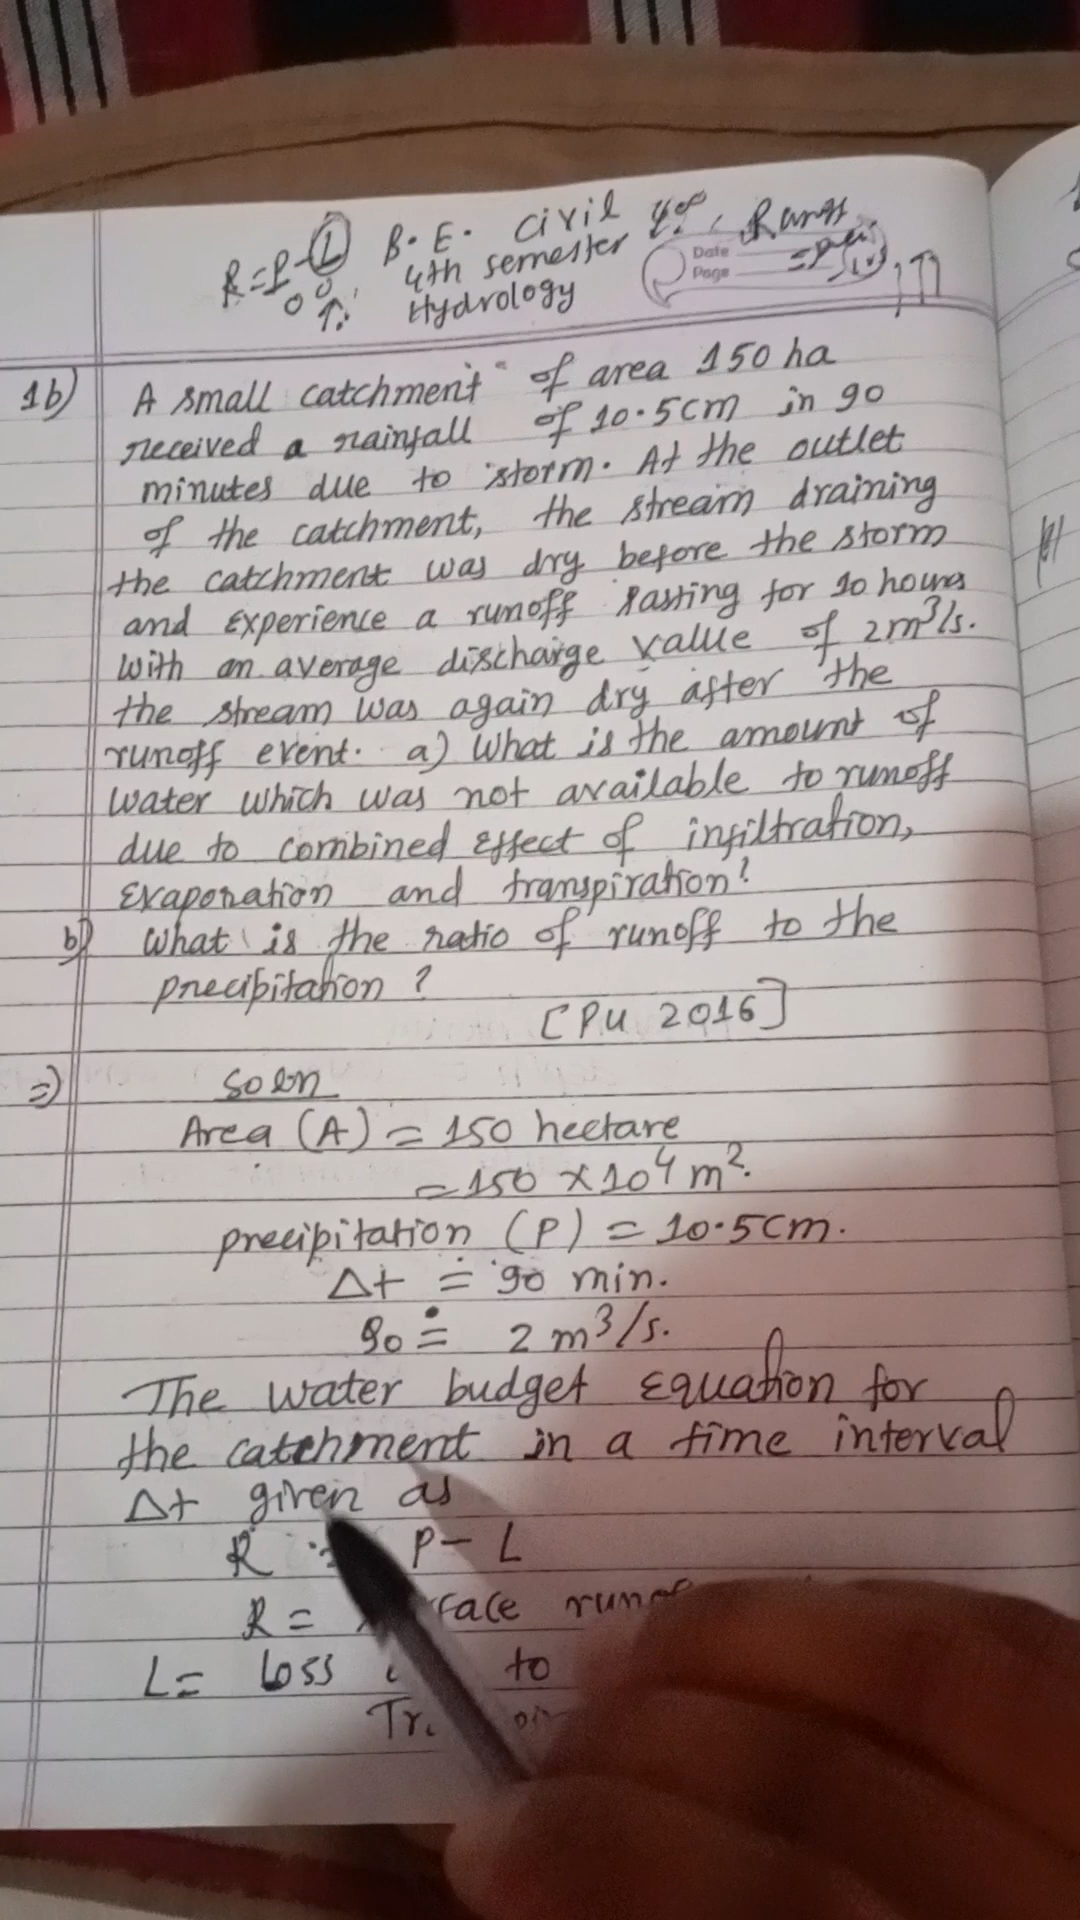 R=P-L B.E. Civil
4th semester
Hydrology
Date
Page
1b) A small catchment of area 150 ha
received a rainfall of 10.5cm in 90
minutes due to storm. At the outlet
of the catchment, the stream draining
the catchment was dry before the storm
and experience a runoff lasting for 10 hours
with an average discharge value of 2m³/s.
the stream was again dry after the
runoff event. a) What is the amount of
water which was not available to runoff
due to combined effect of infiltration,
Evaporation and transpiration?
b) What is the ratio of runoff to the
precipitation?
[PU 2016]
=) Soln
Area (A) = 150 hectare
= 150 × 10⁴ m².
precipitation (P) = 10.5cm.
Δt = 90 min.
= 2 m³/s.
The water budget Equation for
the catchment in a time interval
Δt given as
R = P - L
R =
L = Loss to